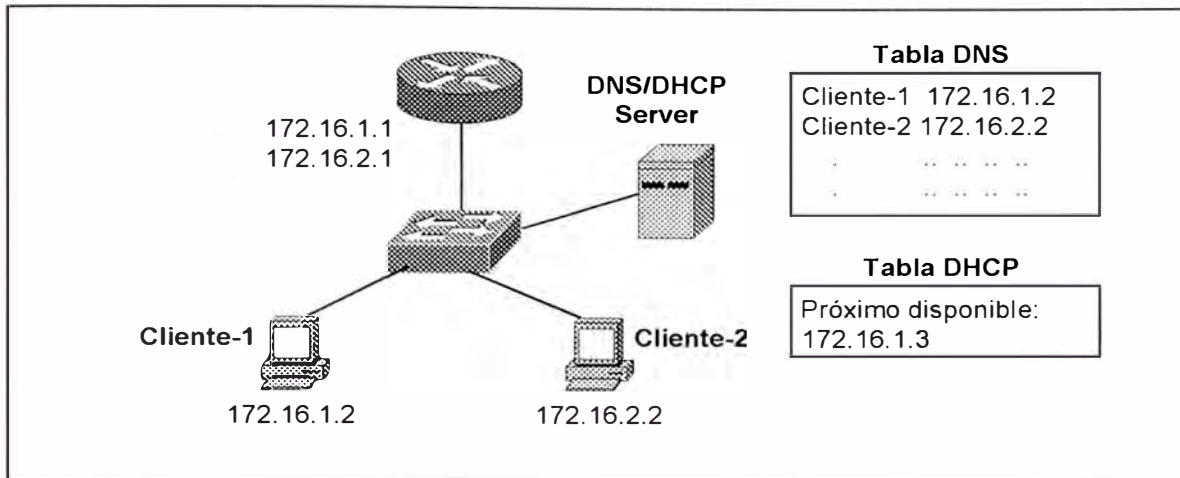 172.16.1.1
172.16.2.1
DNS/DHCP
Server
Tabla DNS
Cliente-1 172.16.1.2
Cliente-2 172.16.2.2
. .. .. .. ..
. .. .. .. ..
Tabla DHCP
Próximo disponible:
172.16.1.3
Cliente-1
172.16.1.2
Cliente-2
172.16.2.2